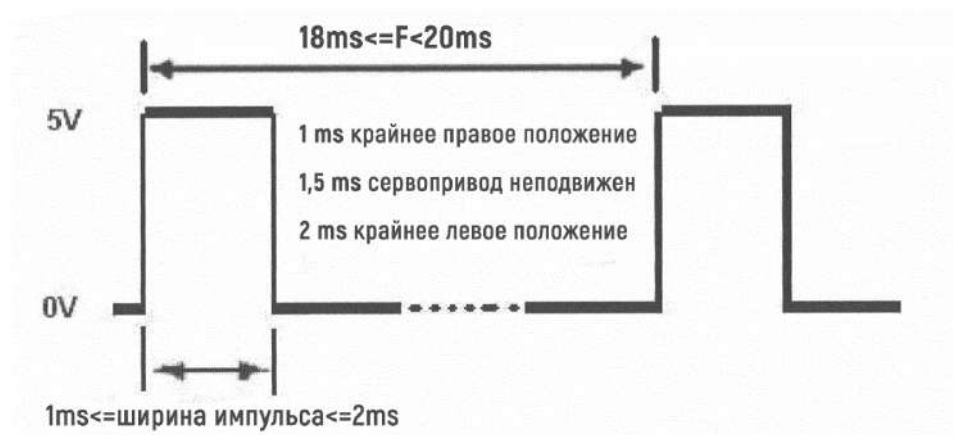 18ms<=F<20ms
5V
1 ms крайнее правое положение
1,5 ms сервопривод неподвижен
2 ms крайнее левое положение
0V
1ms<=ширина импульса<=2ms